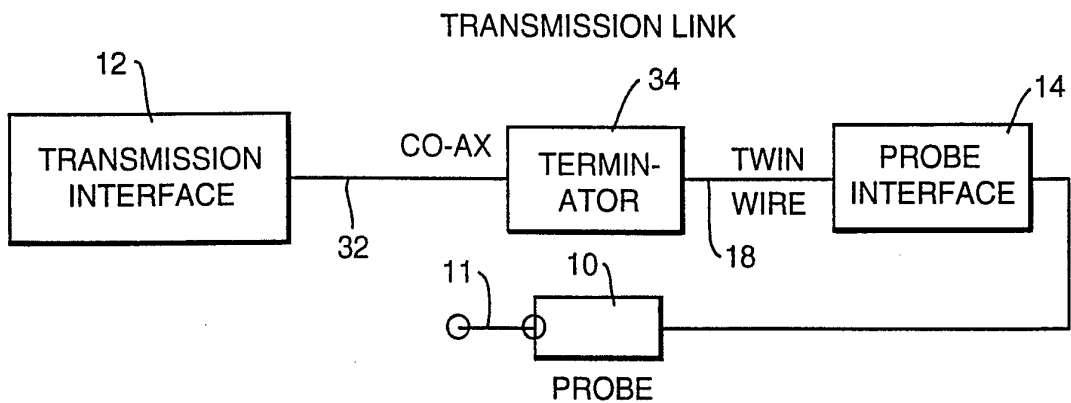 TRANSMISSION LINK
12
34
14
TRANSMISSION
INTERFACE
CO-AX
TERMIN-
ATOR
TWIN
WIRE
PROBE
INTERFACE
32
18
11
10
PROBE